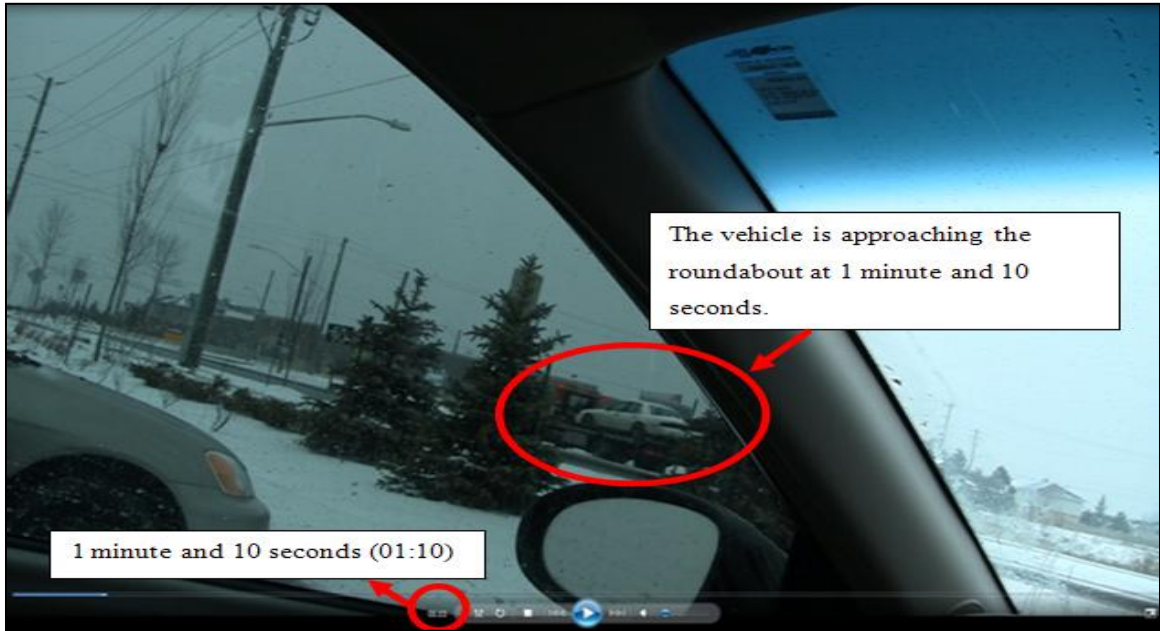 The vehicle is approaching the
roundabout at 1 minute and 10
seconds.
1 minute and 10 seconds (01:10)